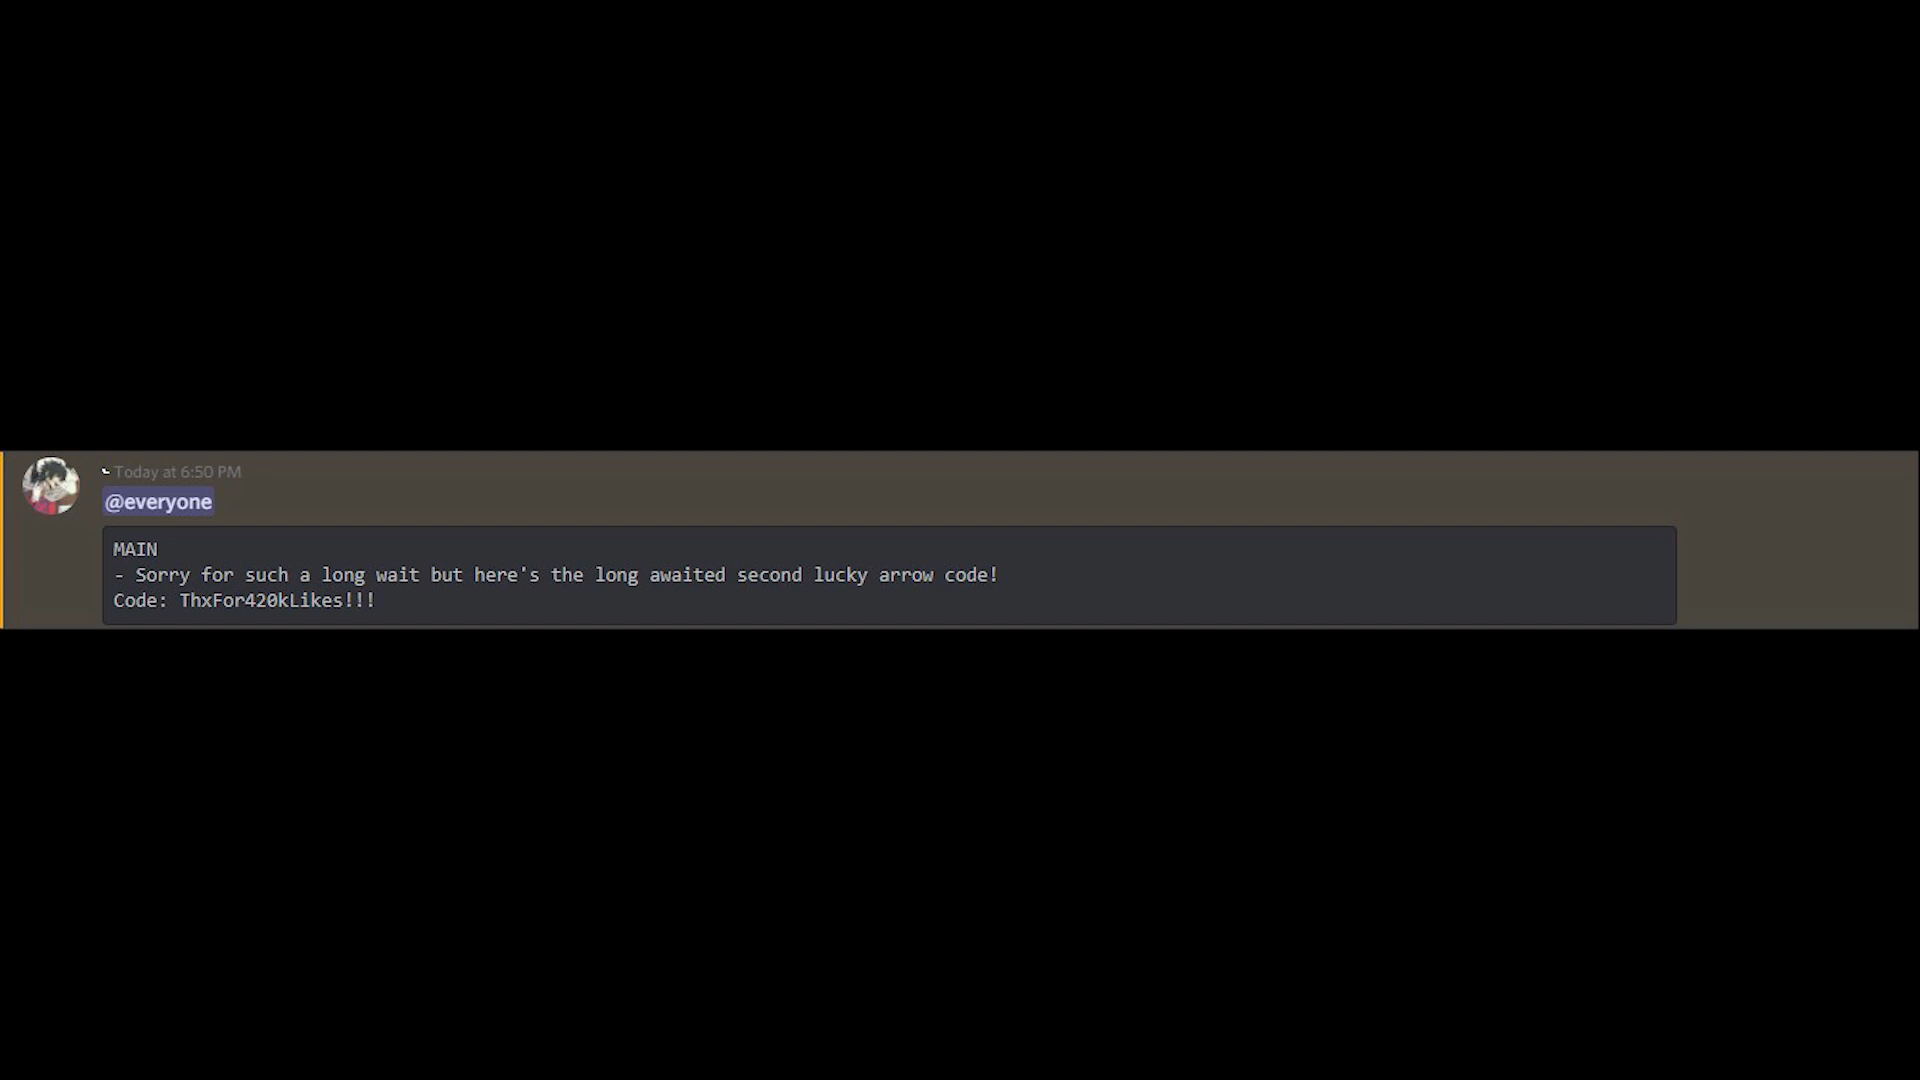 Today at 6:50 PM
@everyone
MAIN
- Sorry for such a long wait but here's the long awaited second lucky arrow code!
Code: ThxFor420kLikes!!!